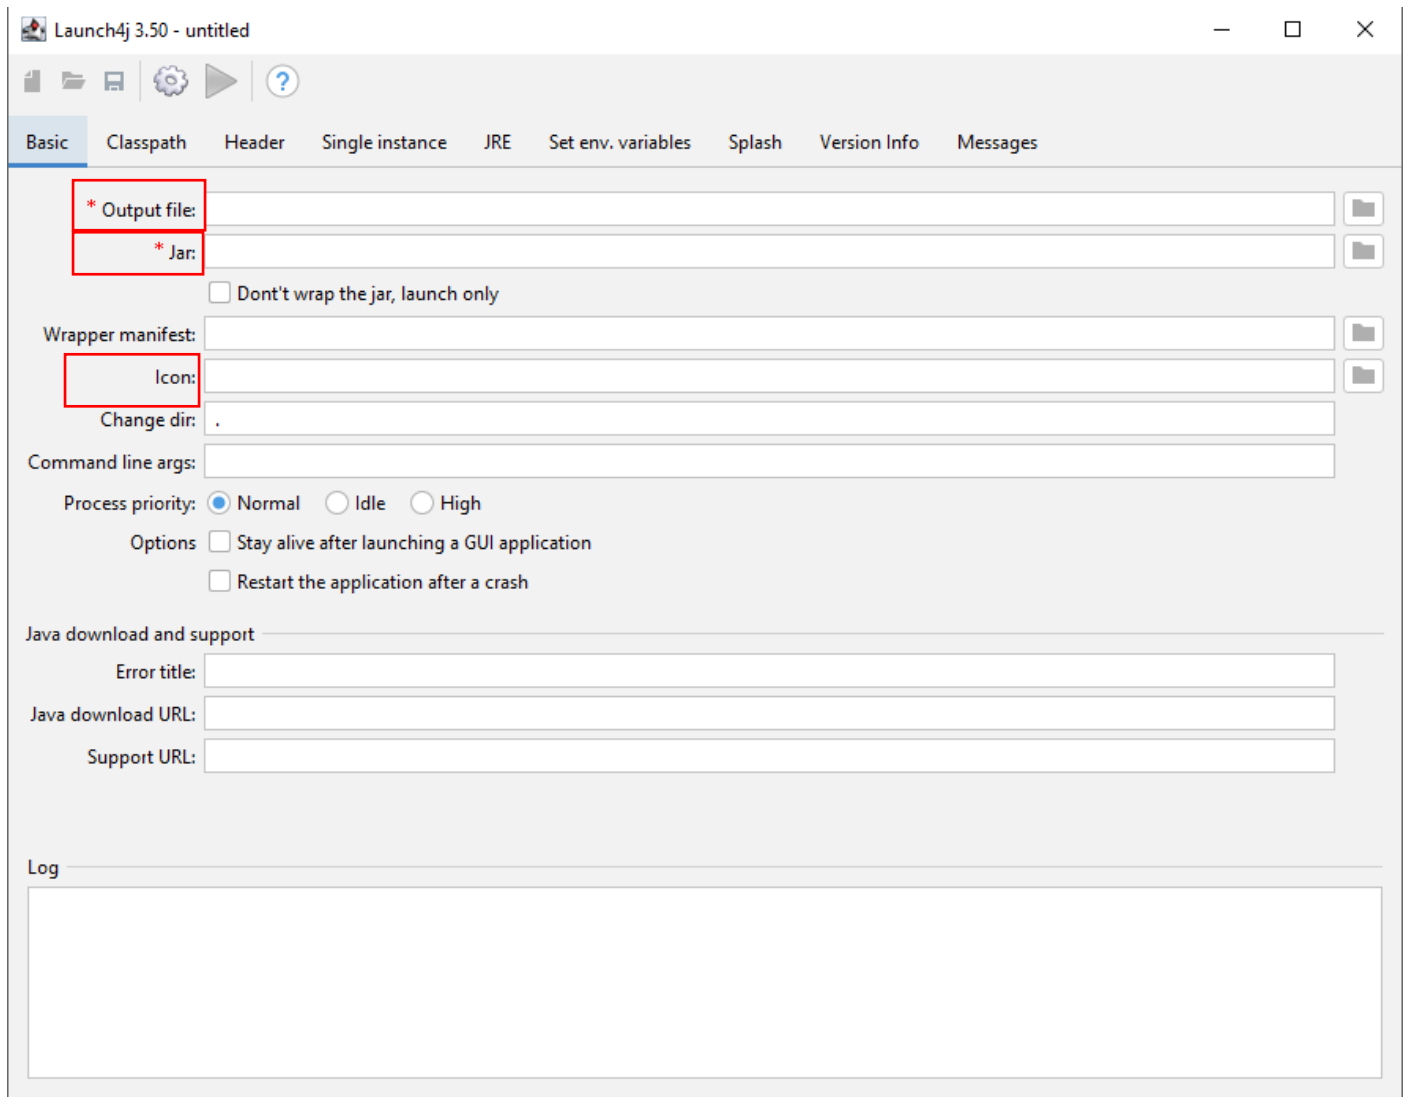 Launch4j 3.50 - untitled
?
Basic Classpath Header Single instance JRE Set env. variables Splash Version Info Messages
* Output file:
* Jar:
Dont't wrap the jar, launch only
Wrapper manifest:
Icon:
Change dir: .
Command line args:
Process priority: Normal Idle High
Options Stay alive after launching a GUI application
Restart the application after a crash
Java download and support
Error title:
Java download URL:
Support URL:
Log